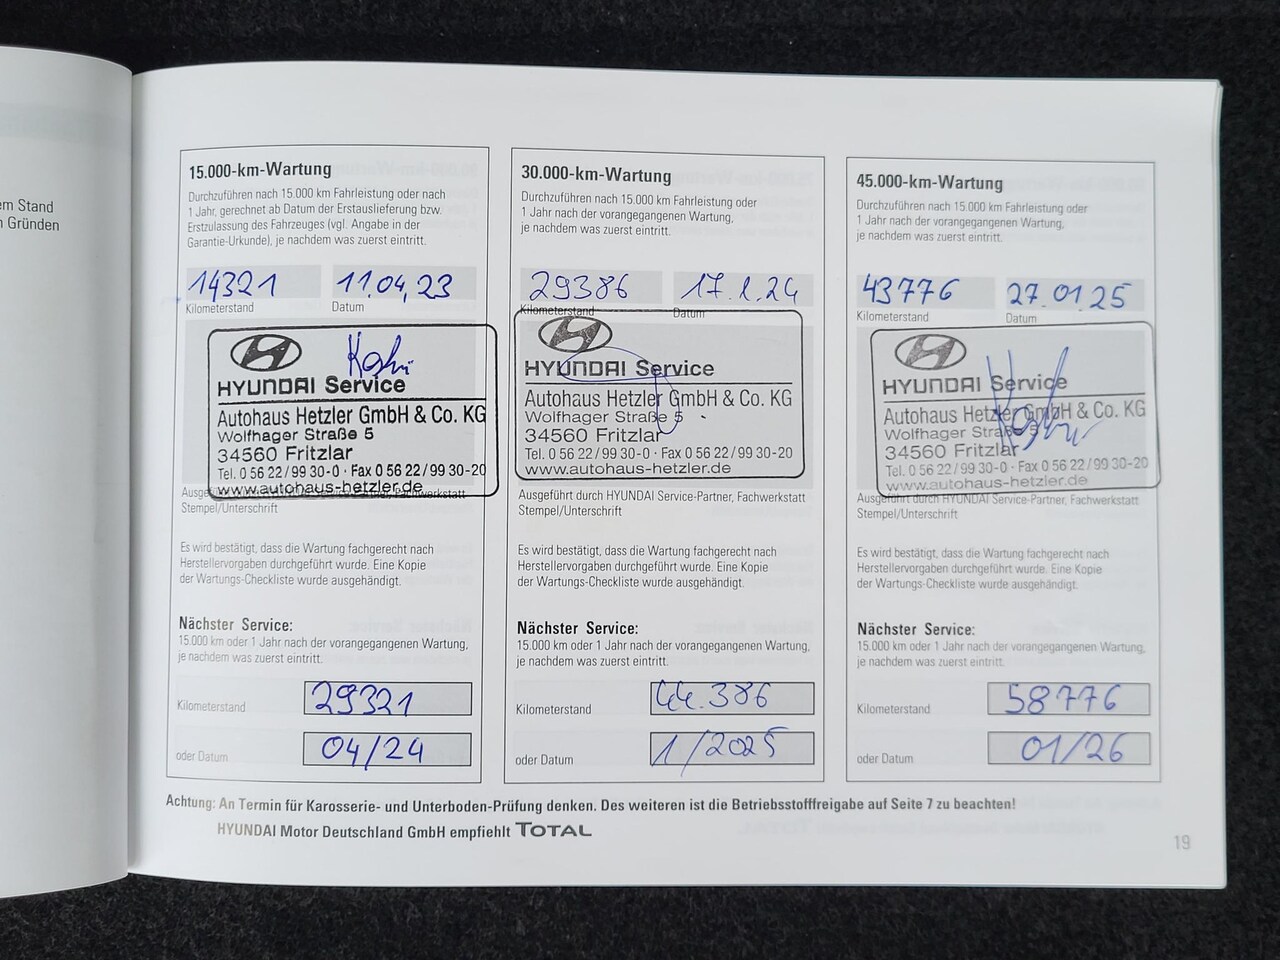 em Stand
n Gründen
15.000-km-Wartung
Durchzuführen nach 15.000 km Fahrleistung oder nach
1 Jahr, gerechnet ab Datum der Erstauslieferung bzw.
Erstzulassung des Fahrzeuges (vgl. Angabe in der
Garantie-Urkunde), je nachdem was zuerst eintritt.
14321 11.04.23
Kilometerstand Datum
HYUNDAI Service
Autohaus Hetzler GmbH & Co. KG
Wolfhager Straße 5
34560 Fritzlar
Tel. 0 56 22/99 30-0 · Fax 0 56 22/99 30-20
www.autohaus-hetzler.de
Ausgeführt durch HYUNDAI Service-Partner, Fachwerkstatt
Stempel/Unterschrift
Es wird bestätigt, dass die Wartung fachgerecht nach
Herstellervorgaben durchgeführt wurde. Eine Kopie
der Wartungs-Checkliste wurde ausgehändigt.
Nächster Service:
15.000 km oder 1 Jahr nach der vorangegangenen Wartung,
je nachdem was zuerst eintritt.
Kilometerstand 29321
oder Datum 04/24
30.000-km-Wartung
Durchzuführen nach 15.000 km Fahrleistung oder
1 Jahr nach der vorangegangenen Wartung,
je nachdem was zuerst eintritt.
29386 17.1.24
Kilometerstand Datum
HYUNDAI Service
Autohaus Hetzler GmbH & Co. KG
Wolfhager Straße 5
34560 Fritzlar
Tel. 0 56 22/99 30-0 · Fax 0 56 22/99 30-20
www.autohaus-hetzler.de
Ausgeführt durch HYUNDAI Service-Partner, Fachwerkstatt
Stempel/Unterschrift
Es wird bestätigt, dass die Wartung fachgerecht nach
Herstellervorgaben durchgeführt wurde. Eine Kopie
der Wartungs-Checkliste wurde ausgehändigt.
Nächster Service:
15.000 km oder 1 Jahr nach der vorangegangenen Wartung,
je nachdem was zuerst eintritt.
Kilometerstand 44.386
oder Datum 1/2025
45.000-km-Wartung
Durchzuführen nach 15.000 km Fahrleistung oder
1 Jahr nach der vorangegangenen Wartung,
je nachdem was zuerst eintritt.
43776 27.01.25
Kilometerstand Datum
HYUNDAI Service
Autohaus Hetzler GmbH & Co. KG
Wolfhager Straße 5
34560 Fritzlar
Tel. 0 56 22/99 30-0 · Fax 0 56 22/99 30-20
www.autohaus-hetzler.de
Ausgeführt durch HYUNDAI Service-Partner, Fachwerkstatt
Stempel/Unterschrift
Es wird bestätigt, dass die Wartung fachgerecht nach
Herstellervorgaben durchgeführt wurde. Eine Kopie
der Wartungs-Checkliste wurde ausgehändigt.
Nächster Service:
15.000 km oder 1 Jahr nach der vorangegangenen Wartung,
je nachdem was zuerst eintritt.
Kilometerstand 58776
oder Datum 01/26
Achtung: An Termin für Karosserie- und Unterboden-Prüfung denken. Des weiteren ist die Betriebsstofffreigabe auf Seite 7 zu beachten!
HYUNDAI Motor Deutschland GmbH empfiehlt TOTAL
19